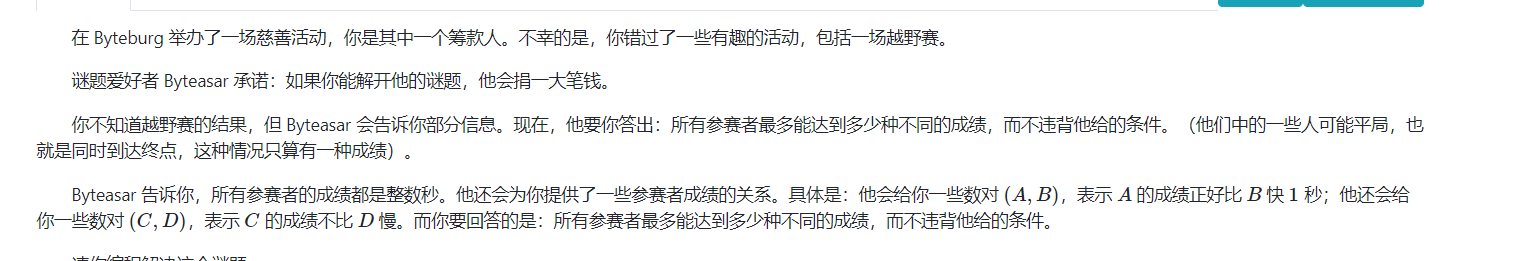 在 Byteburg 举办了一场慈善活动，你是其中一个筹款人。不幸的是，你错过了一些有趣的活动，包括一场越野赛。
谜题爱好者 Byteasar 承诺：如果你能解开他的谜题，他会捐一大笔钱。
你不知道越野赛的结果，但 Byteasar 会告诉你部分信息。现在，他要你答出：所有参赛者最多能达到多少种不同的成绩，而不违背他给的条件。（他们中的一些人可能平局，也
就是同时到达终点，这种情况只算有一种成绩）。
Byteasar 告诉你，所有参赛者的成绩都是整数秒。他还会为你提供了一些参赛者成绩的关系。具体是：他会给你一些数对 (A, B)，表示 A 的成绩正好比 B 快 1 秒；他还会给
你一些数对 (C, D)，表示 C 的成绩不比 D 慢。而你要回答的是：所有参赛者最多能达到多少种不同的成绩，而不违背他给的条件。